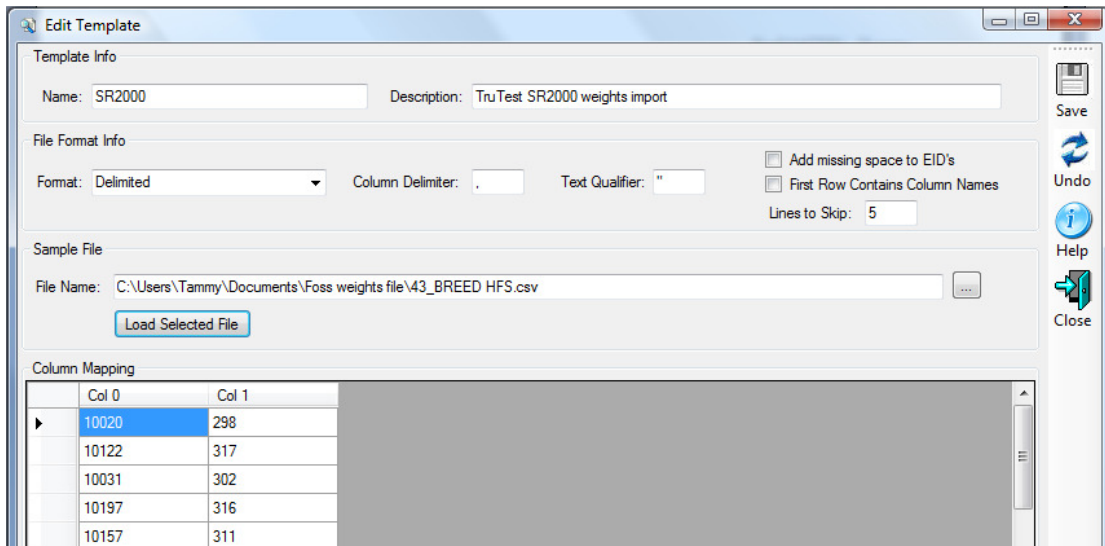 Edit Template
Template Info
Name: SR2000 Description: TruTest SR2000 weights import
Save
File Format Info
Format: Delimited Column Delimiter: , Text Qualifier: "
Add missing space to EID's
First Row Contains Column Names
Lines to Skip: 5
Undo
Help
Sample File
File Name: C:\Users\Tammy\Documents\Foss weights file\43_BREED HFS.csv ...
Load Selected File
Close
Column Mapping
Col 0 Col 1
10020 298
10122 317
10031 302
10197 316
10157 311